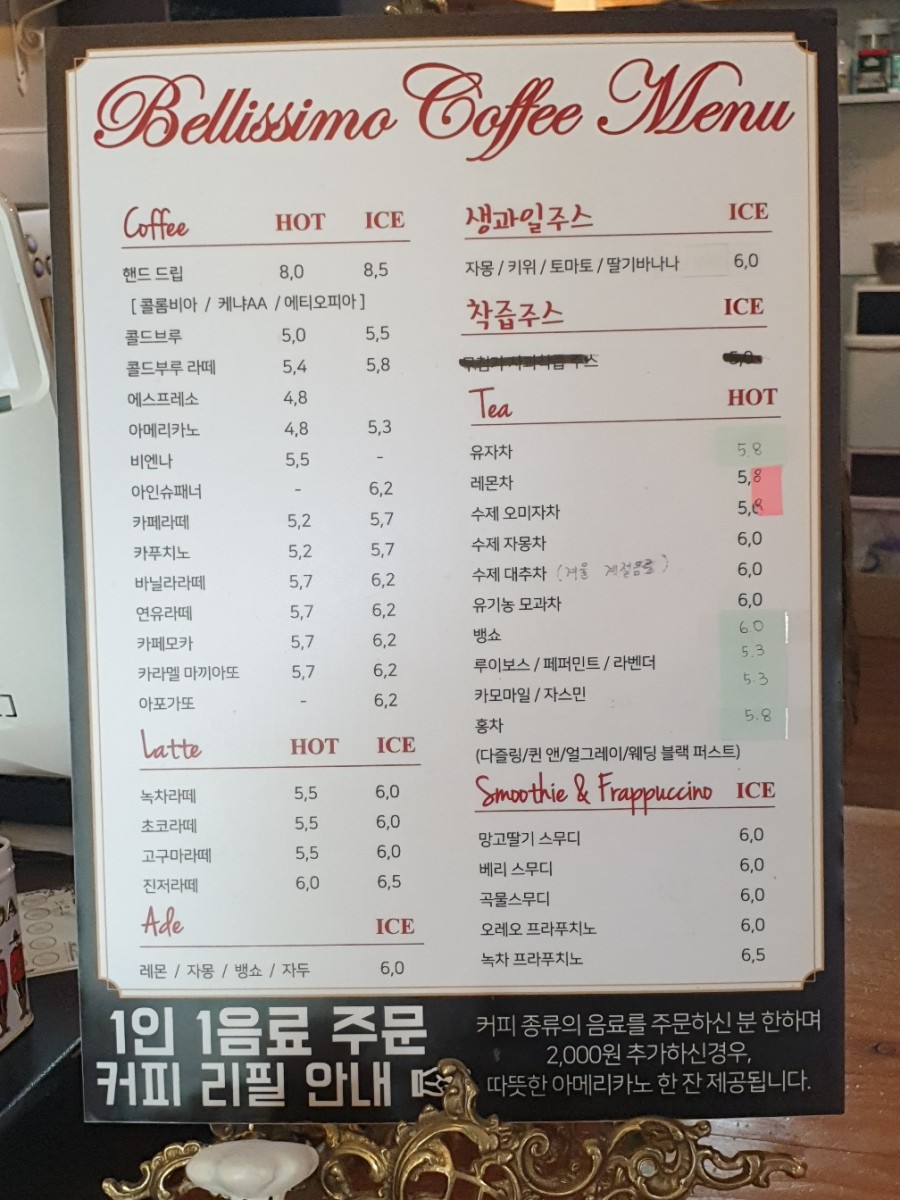 Bellissimo Coffee Menu
Coffee HOT ICE
핸드 드립 8,0 8,5
[ 콜롬비아 / 케냐AA / 에티오피아 ]
콜드브루 5,0 5,5
콜드부루 라떼 5,4 5,8
에스프레소 4,8
아메리카노 4,8 5,3
비엔나 5,5 -
아인슈패너 - 6,2
카페라떼 5,2 5,7
카푸치노 5,2 5,7
바닐라라떼 5,7 6,2
연유라떼 5,7 6,2
카페모카 5,7 6,2
카라멜 마끼아또 5,7 6,2
아포가또 - 6,2
Latte HOT ICE
녹차라떼 5,5 6,0
초코라떼 5,5 6,0
고구마라떼 5,5 6,0
진저라떼 6,0 6,5
Ade ICE
레몬 / 자몽 / 뱅쇼 / 자두 6,0
생과일주스 ICE
자몽 / 키위 / 토마토 / 딸기바나나 6,0
착즙주스 ICE
Tea HOT
유자차 5.8
레몬차 5,8
수제 오미자차 5,8
수제 자몽차 6,0
수제 대추차 (겨울 계절음료) 6,0
유기농 모과차 6,0
뱅쇼 6.0
루이보스 / 페퍼민트 / 라벤더 5.3
카모마일 / 자스민 5.3
홍차 5.8
(다즐링/퀸 앤/얼그레이/웨딩 블랙 퍼스트)
Smoothie & Frappuccino ICE
망고딸기 스무디 6,0
베리 스무디 6,0
곡물스무디 6,0
오레오 프라푸치노 6,0
녹차 프라푸치노 6,5
1인 1음료 주문
커피 리필 안내
커피 종류의 음료를 주문하신 분 한하며
2,000원 추가하신경우,
따뜻한 아메리카노 한 잔 제공됩니다.